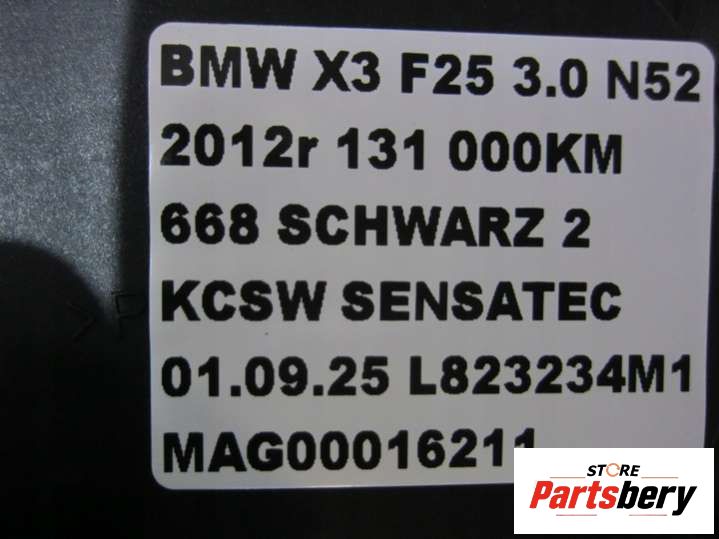 BMW X3 F25 3.0 N52
2012r 131 000KM
668 SCHWARZ 2
KCSW SENSATEC
01.09.25 L823234M1
MAG00016211
>P
STORE
Partsbery